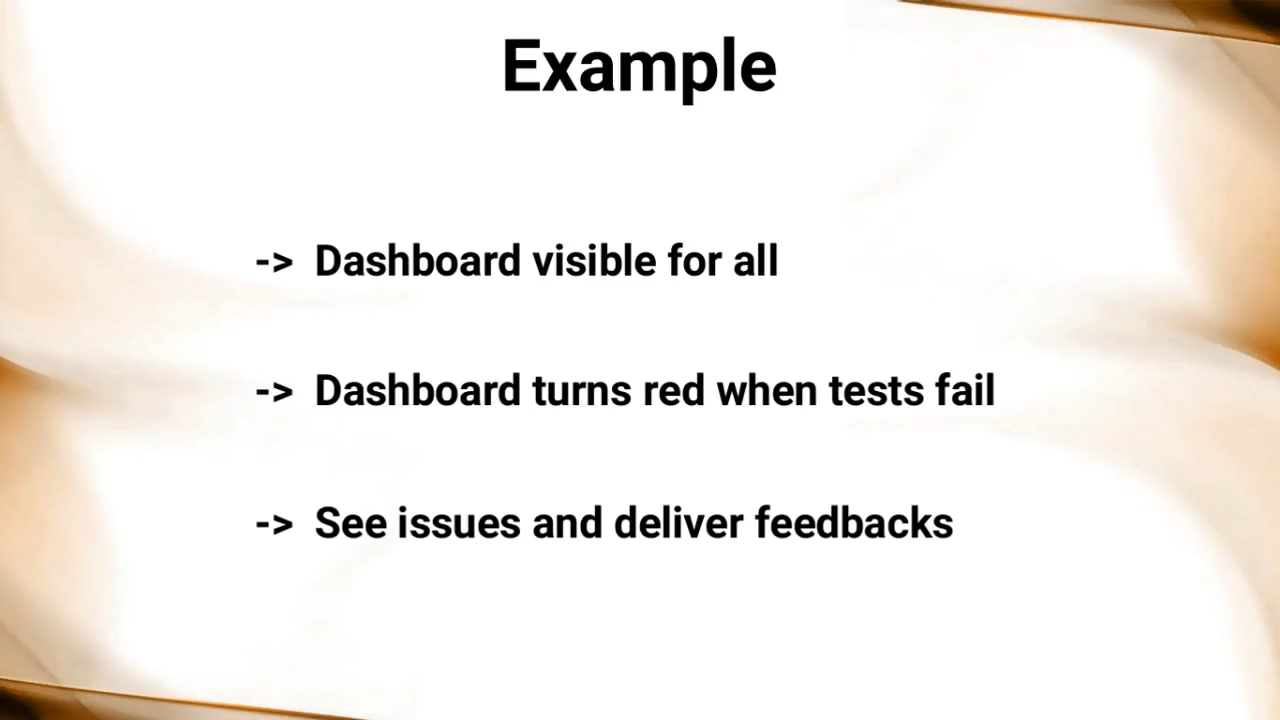 Example
-> Dashboard visible for all
-> Dashboard turns red when tests fail
-> See issues and deliver feedbacks